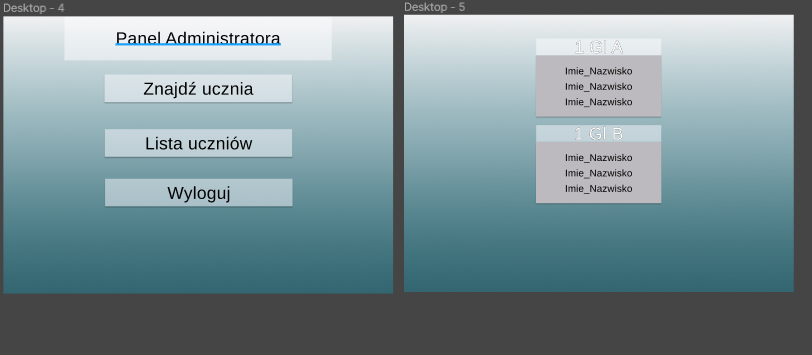 Desktop - 4
Panel Administratora
Znajdź ucznia
Lista uczniów
Wyloguj
Desktop - 5
1 GI A
Imie_Nazwisko
Imie_Nazwisko
Imie_Nazwisko
1 GI B
Imie_Nazwisko
Imie_Nazwisko
Imie_Nazwisko